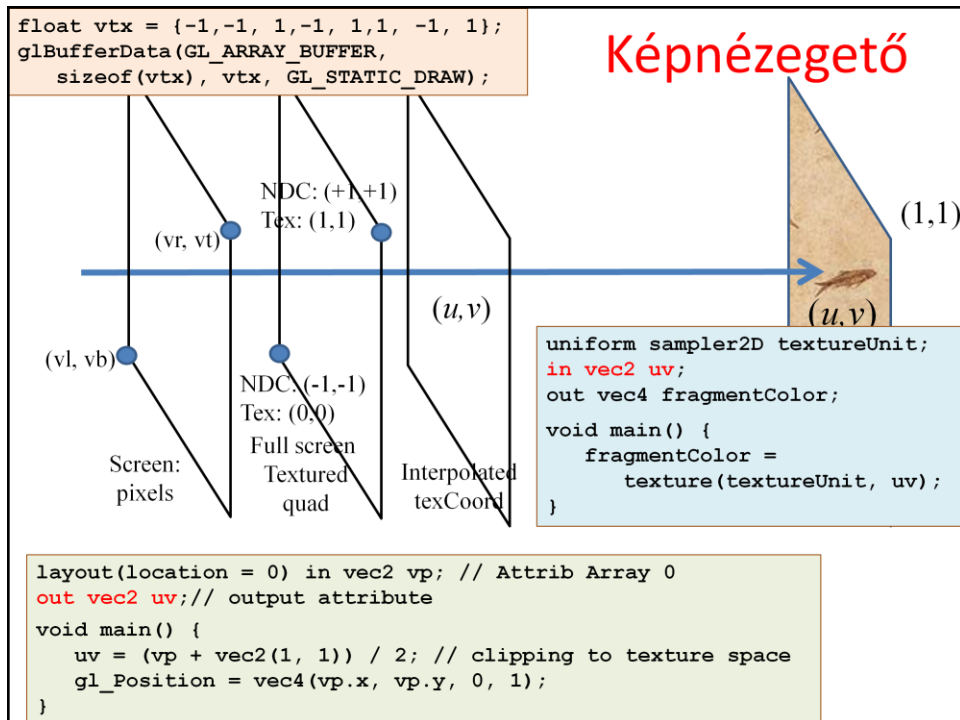 float vtx = {-1,-1, 1,-1, 1,1, -1, 1};
glBufferData(GL_ARRAY_BUFFER,
sizeof(vtx), vtx, GL_STATIC_DRAW);
Képnézegető
NDC: (+1,+1)
Tex: (1,1)
(vr, vt)
(1,1)
(u,v)
(u,v)
(vl, vb)
NDC: (-1,-1)
Tex: (0,0)
Full screen
Textured
quad
Screen:
pixels
Interpolated
texCoord
uniform sampler2D textureUnit;
in vec2 uv;
out vec4 fragmentColor;
void main() {
fragmentColor =
texture(textureUnit, uv);
}
layout(location = 0) in vec2 vp; // Attrib Array 0
out vec2 uv;// output attribute
void main() {
uv = (vp + vec2(1, 1)) / 2; // clipping to texture space
gl_Position = vec4(vp.x, vp.y, 0, 1);
}